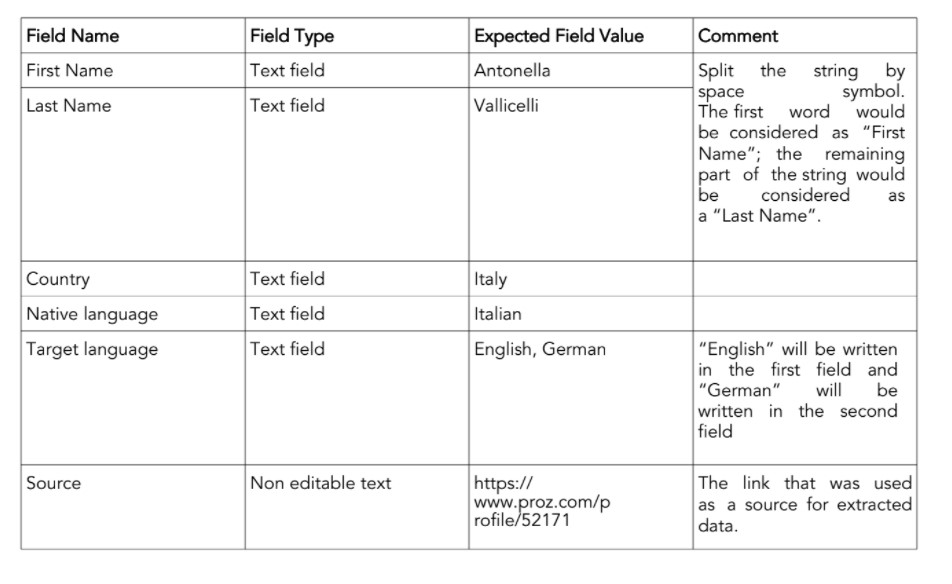 Field Name Field Type Expected Field Value Comment
First Name Text field Antonella Split the string by
space symbol.
Last Name Text field Vallicelli The first word would
be considered as “First
Name”; the remaining
part of the string would
be considered as
a “Last Name”.
Country Text field Italy
Native language Text field Italian
Target language Text field English, German “English” will be written
in the first field and
“German” will be
written in the second
field
Source Non editable text https:// The link that was used
www.proz.com/p as a source for extracted
rofile/52171 data.